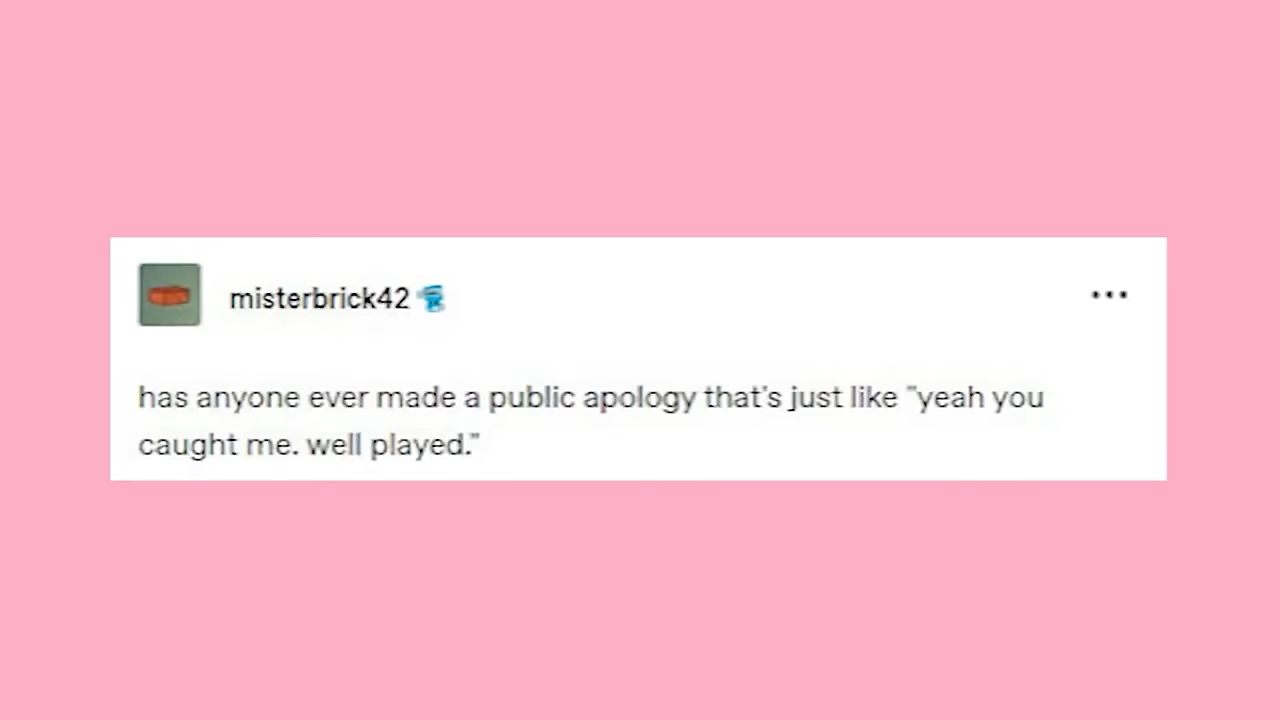 misterbrick42
has anyone ever made a public apology that's just like "yeah you
caught me. well played."